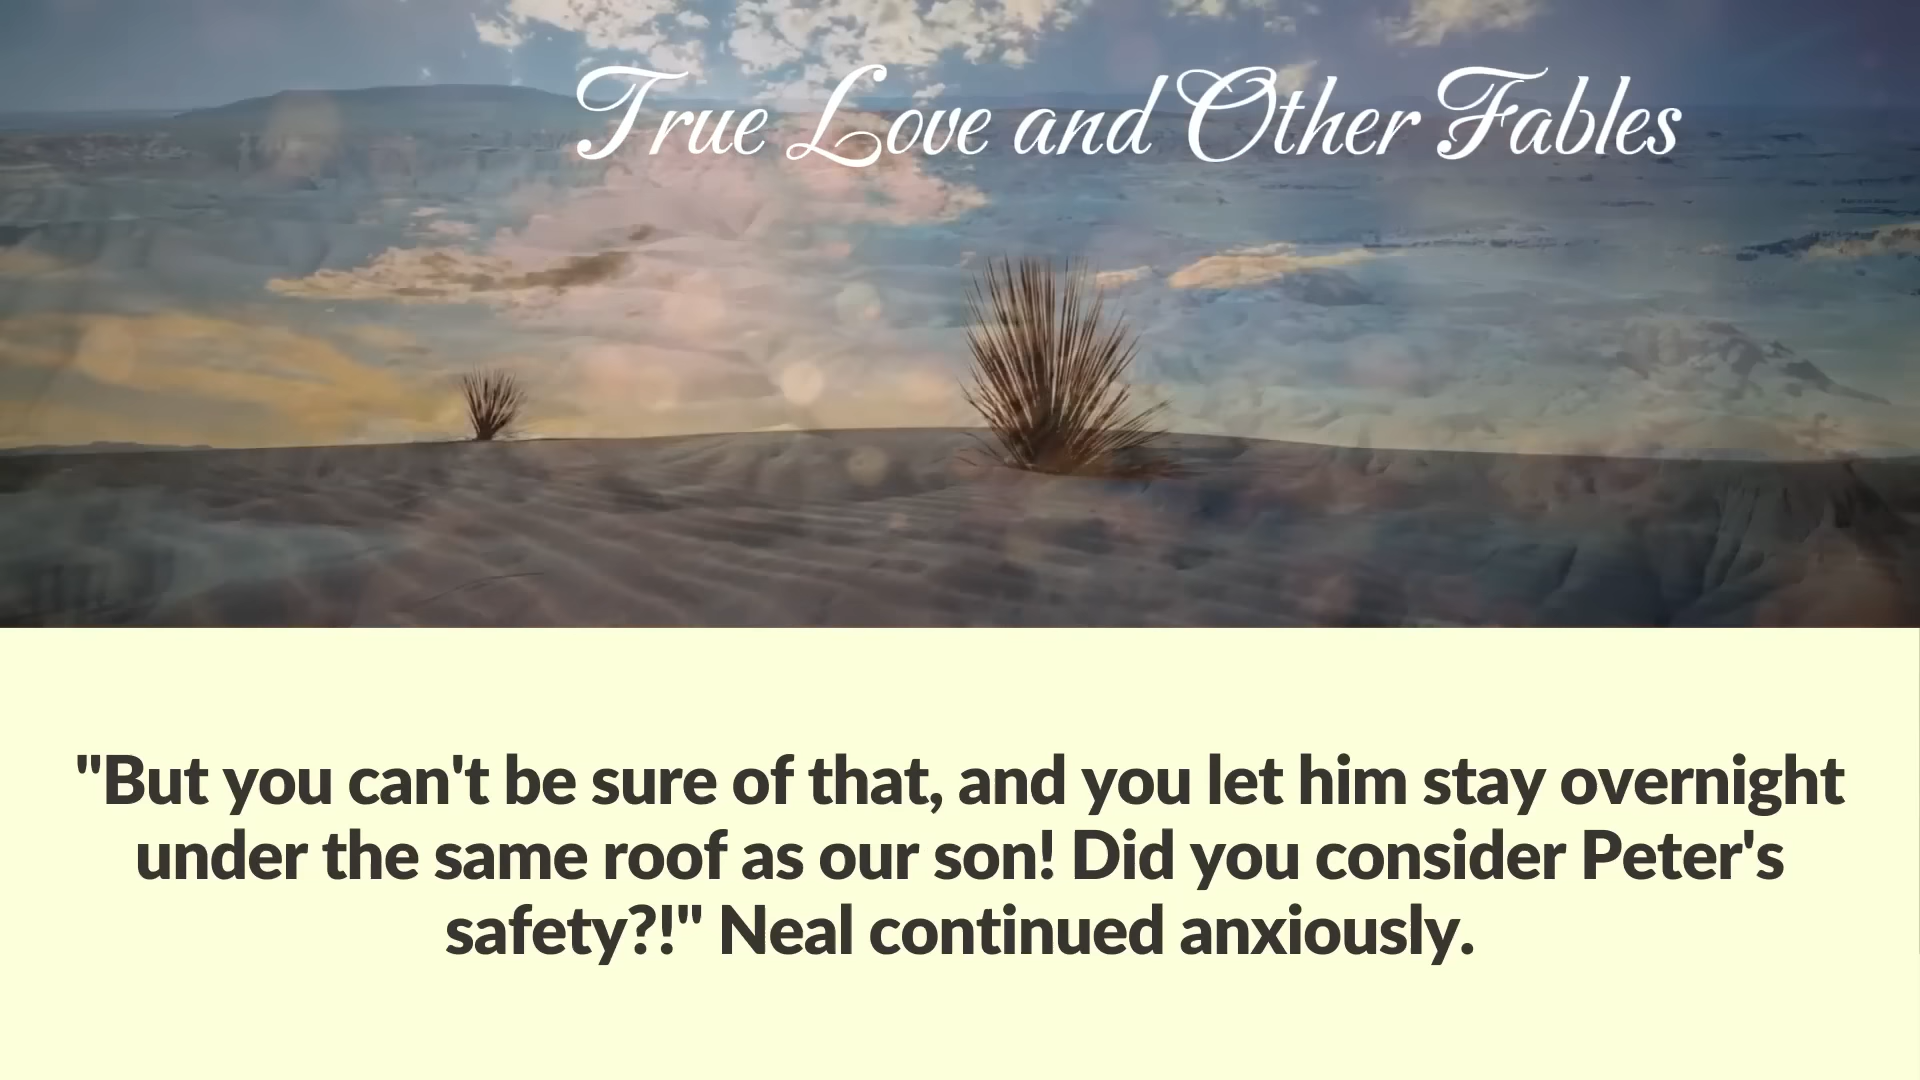 True Love and Other Fables
"But you can't be sure of that, and you let him stay overnight
under the same roof as our son! Did you consider Peter's
safety?!" Neal continued anxiously.